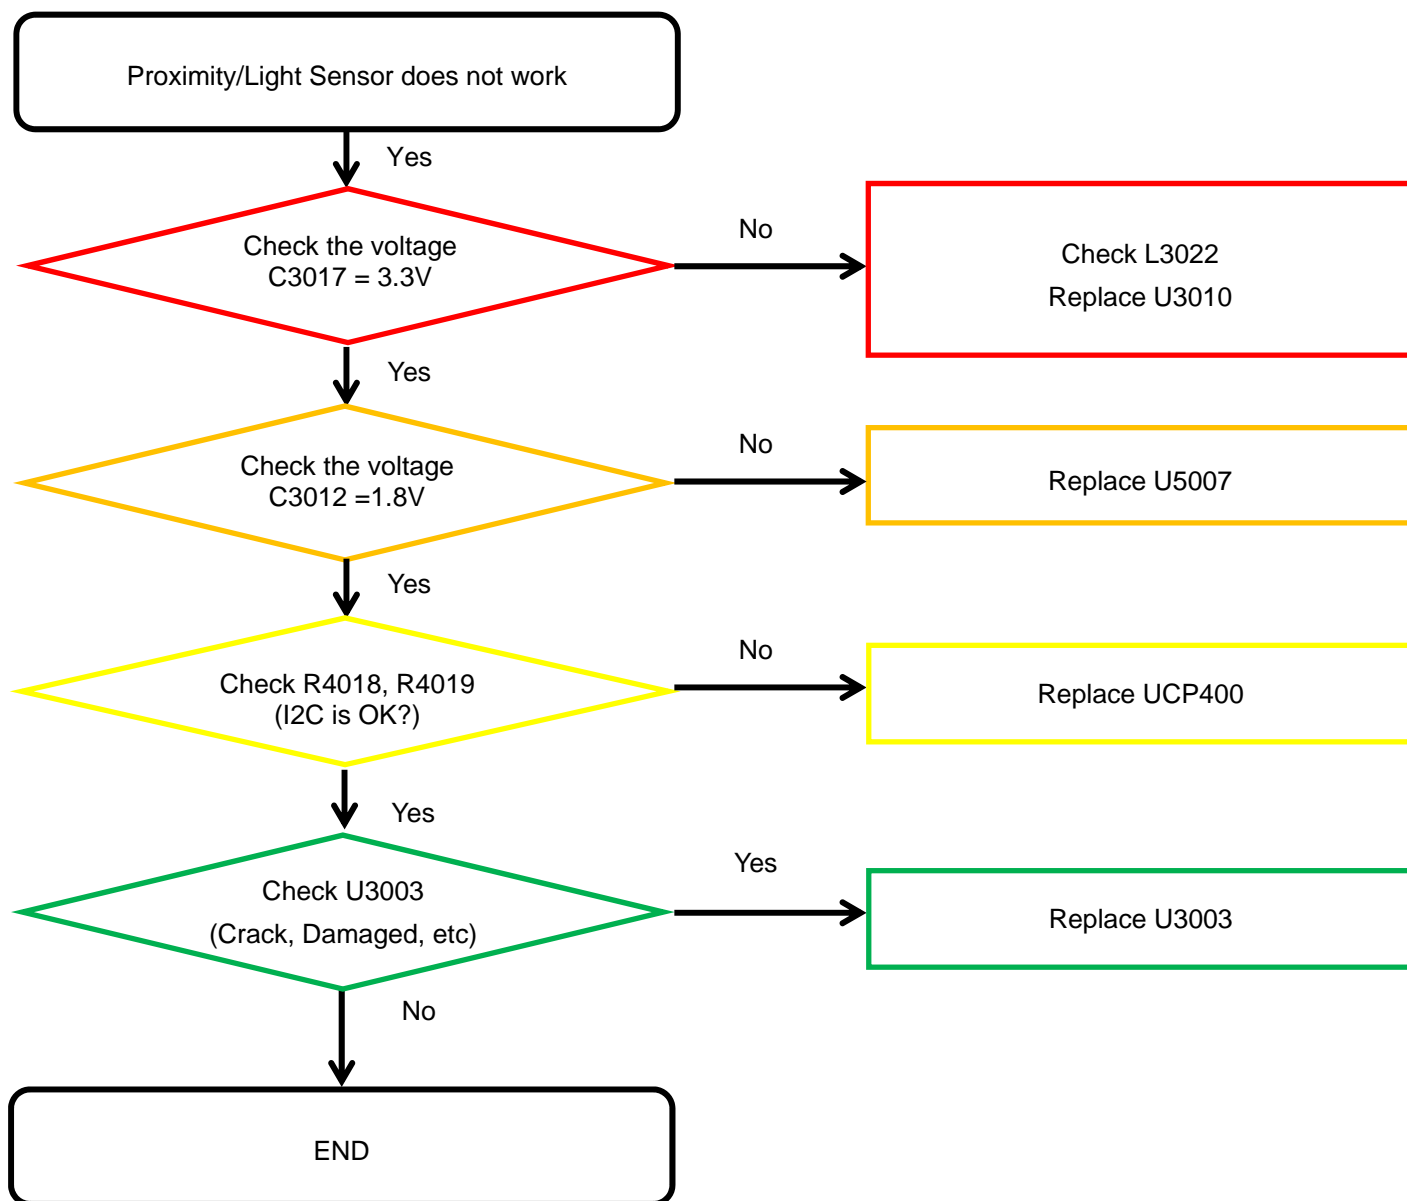 Proximity/Light Sensor does not work
Yes
Check the voltage
C3017 = 3.3V
No
Check L3022
Replace U3010
Yes
Check the voltage
C3012 =1.8V
No
Replace U5007
Yes
Check R4018, R4019
(I2C is OK?)
No
Replace UCP400
Yes
Check U3003
(Crack, Damaged, etc)
Yes
Replace U3003
No
END